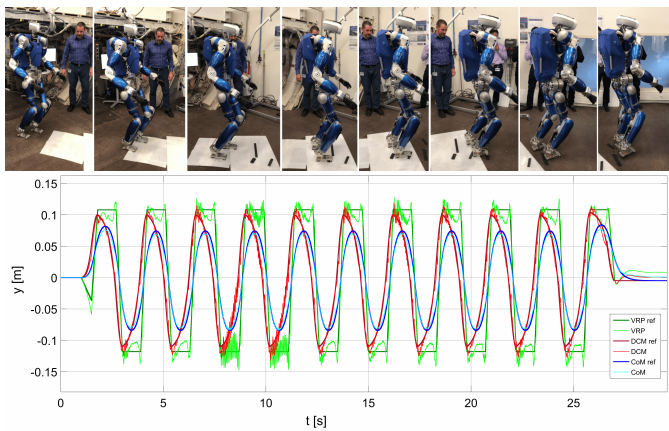 0.15
0.1
0.05
0
-0.05
-0.1
-0.15
y [m]
VRP ref
VRP
DCM ref
DCM
CoM ref
CoM
0 5 10 15 20 25
t [s]